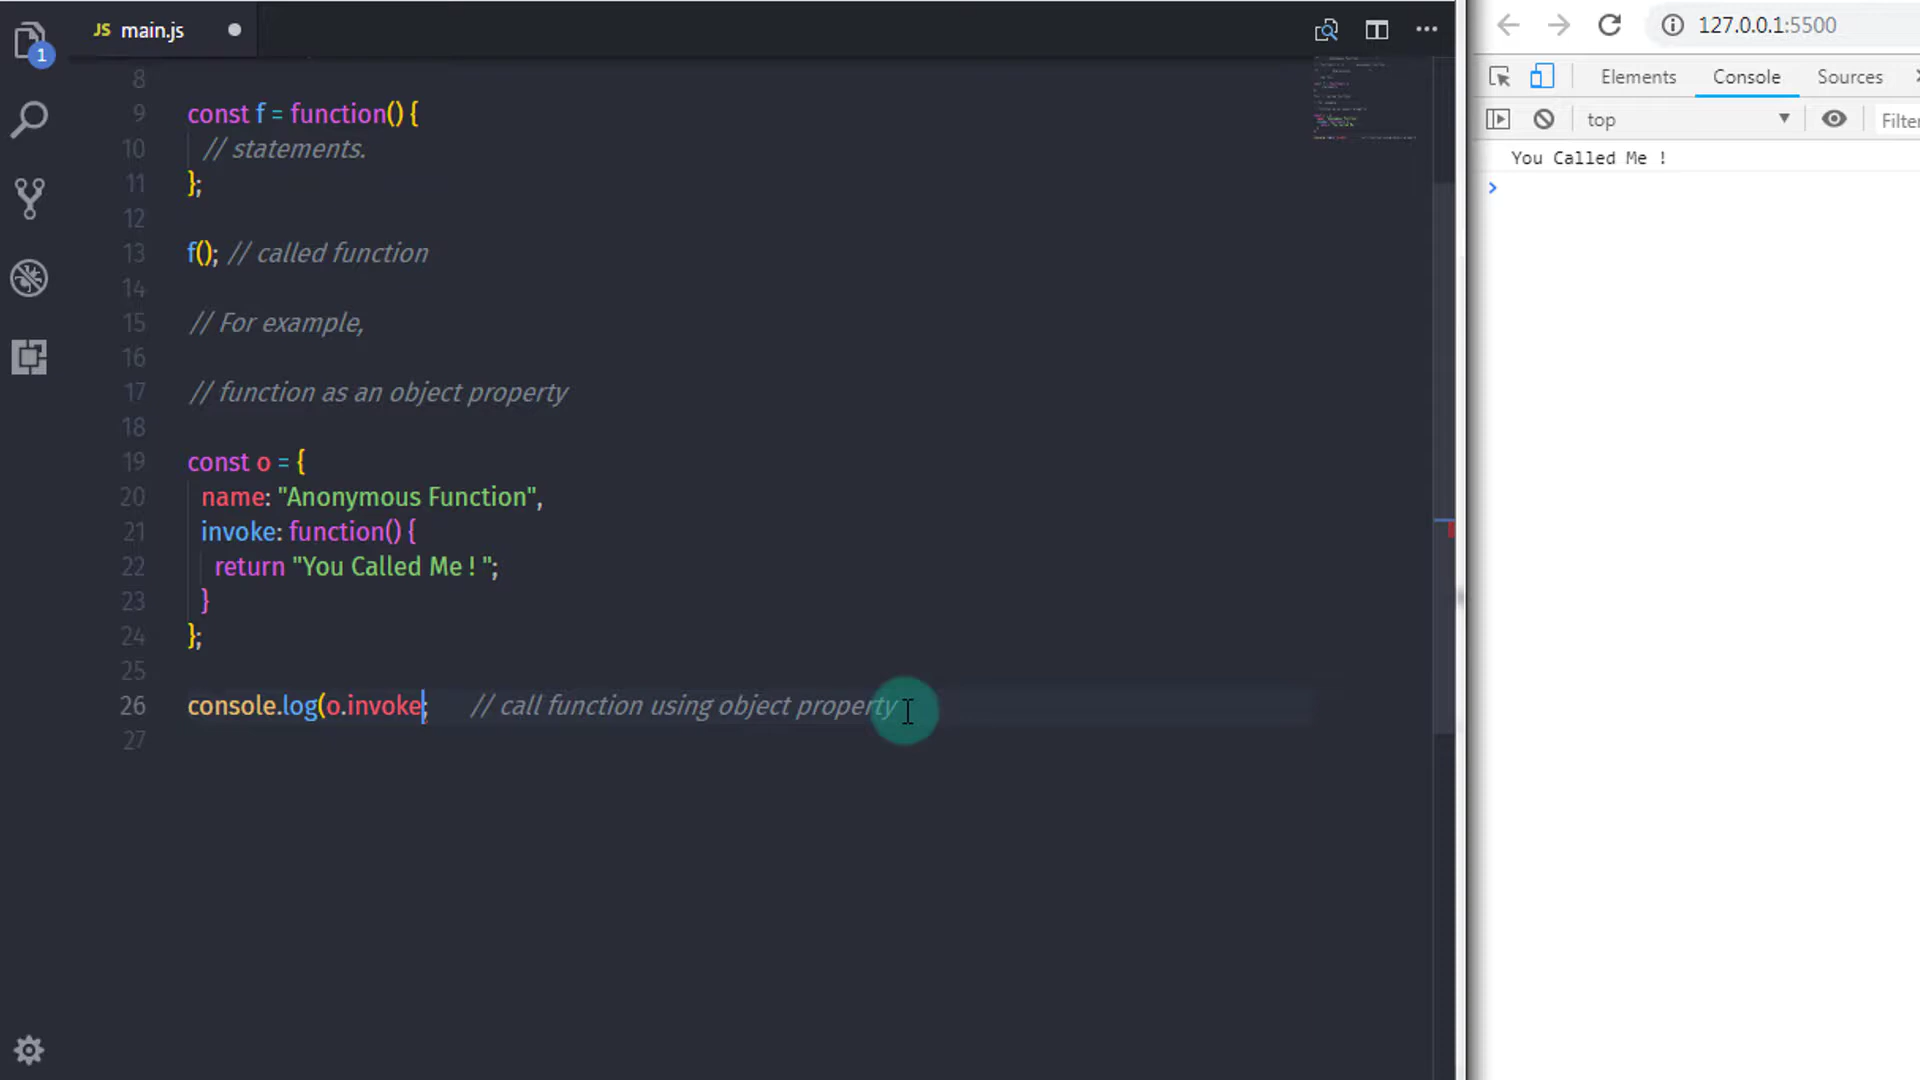 JS main.js
1
8
9 const f = function() {
10 // statements.
11 };
12
13 f(); // called function
14
15 // For example,
16
17 // function as an object property
18
19 const o = {
20 name: "Anonymous Function",
21 invoke: function() {
22 return "You Called Me ! ";
23 }
24 };
25
26 console.log(o.invoke; // call function using object property
27
127.0.0.1:5500
Elements Console Sources
top Filter
You Called Me !